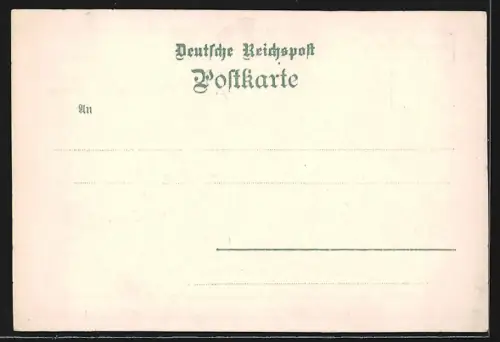 Deutsche Reichspost
Postkarte
An